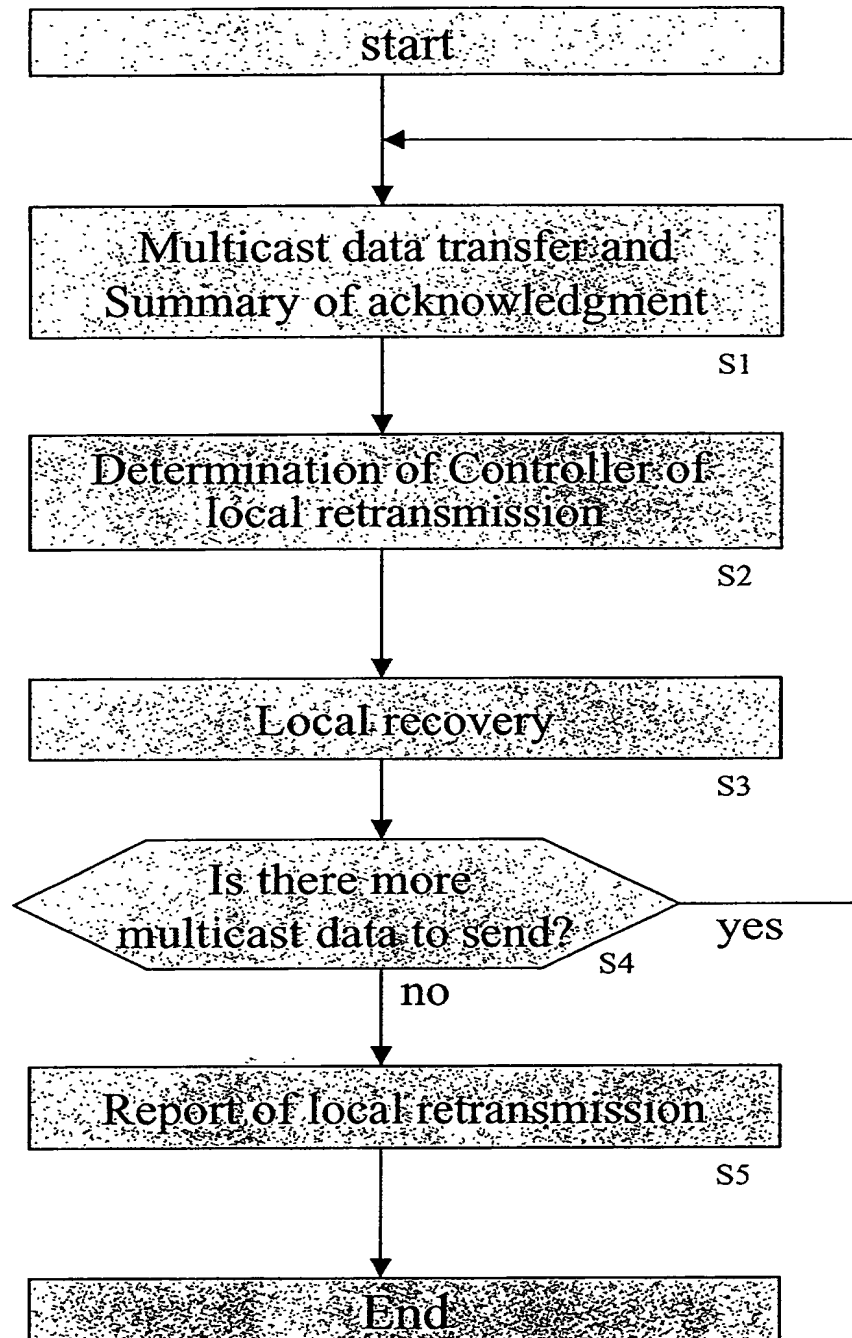 start
Multicast data transfer and
Summary of acknowledgment
S1
Determination of Controller of
local retransmission
S2
Local recovery
S3
Is there more
multicast data to send?
S4
yes
no
Report of local retransmission
S5
End